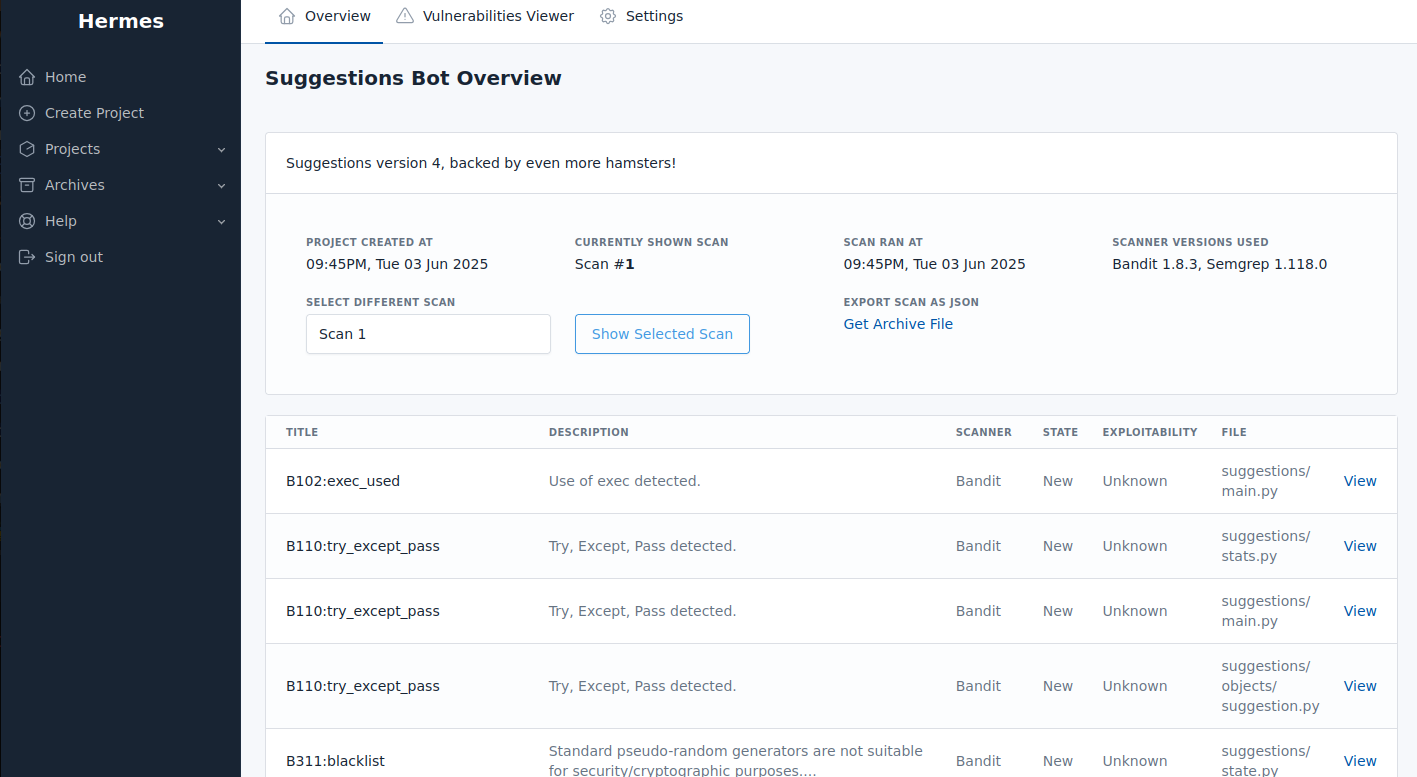 Hermes
Home
Create Project
Projects
Archives
Help
Sign out
Overview
Vulnerabilities Viewer
Settings
Suggestions Bot Overview
Suggestions version 4, backed by even more hamsters!
PROJECT CREATED AT
09:45PM, Tue 03 Jun 2025
CURRENTLY SHOWN SCAN
Scan #1
SCAN RAN AT
09:45PM, Tue 03 Jun 2025
SCANNER VERSIONS USED
Bandit 1.8.3, Semgrep 1.118.0
SELECT DIFFERENT SCAN
Scan 1
Show Selected Scan
EXPORT SCAN AS JSON
Get Archive File
TITLE DESCRIPTION SCANNER STATE EXPLOITABILITY FILE
B102:exec_used Use of exec detected. Bandit New Unknown suggestions/
main.py View
B110:try_except_pass Try, Except, Pass detected. Bandit New Unknown suggestions/
stats.py View
B110:try_except_pass Try, Except, Pass detected. Bandit New Unknown suggestions/
main.py View
B110:try_except_pass Try, Except, Pass detected. Bandit New Unknown suggestions/
objects/
suggestion.py View
B311:blacklist Standard pseudo-random generators are not suitable
for security/cryptographic purposes.... Bandit New Unknown suggestions/
state.py View